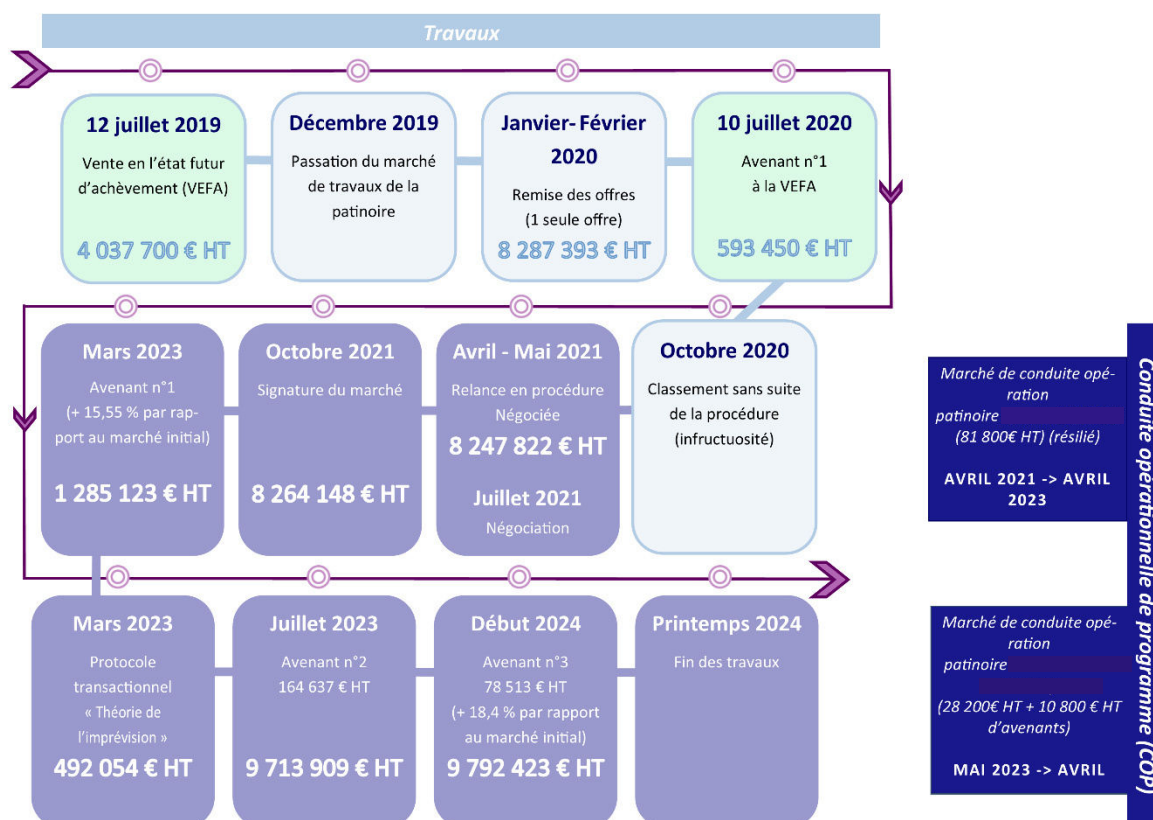 Travaux
12 juillet 2019
Vente en l’état futur
d’achèvement (VEFA)
4 037 700 € HT
Décembre 2019
Passation du marché
de travaux de la
patinoire
Janvier- Février
2020
Remise des offres
(1 seule offre)
8 287 393 € HT
10 juillet 2020
Avenant n°1
à la VEFA
593 450 € HT
Mars 2023
Avenant n°1
(+ 15,55 % par rap-
port au marché initial)
1 285 123 € HT
Octobre 2021
Signature du marché
8 264 148 € HT
Avril - Mai 2021
Relance en procédure
Négociée
8 247 822 € HT
Juillet 2021
Négociation
Octobre 2020
Classement sans suite
de la procédure
(infructuosité)
Mars 2023
Protocole
transactionnel
« Théorie de
l’imprévision »
492 054 € HT
Juillet 2023
Avenant n°2
164 637 € HT
9 713 909 € HT
Début 2024
Avenant n°3
78 513 € HT
(+ 18,4 % par rapport
au marché initial)
9 792 423 € HT
Printemps 2024
Fin des travaux
Marché de conduite opé-
ration
patinoire
(81 800€ HT) (résilié)
AVRIL 2021 -> AVRIL
2023
Marché de conduite opé-
ration
patinoire
(28 200€ HT + 10 800 € HT
d’avenants)
MAI 2023 -> AVRIL
Conduite opérationnelle de programme (COP)